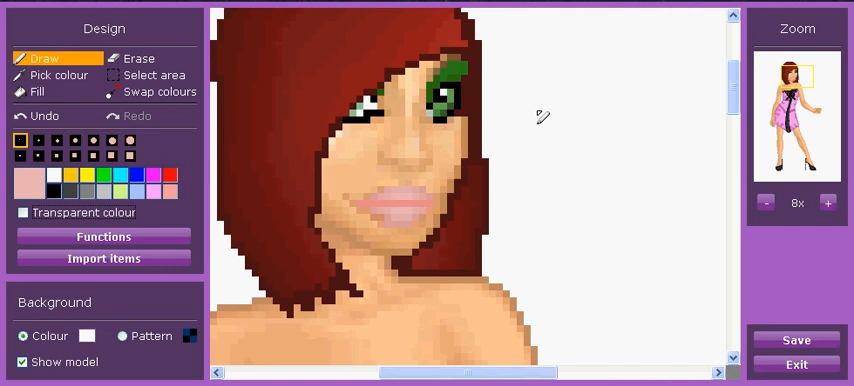 Design
Draw
Erase
Pick colour
Select area
Fill
Swap colours
Undo
Redo
Transparent colour
Functions
Import items
Background
Colour
Pattern
Show model
Zoom
- 8x +
Save
Exit